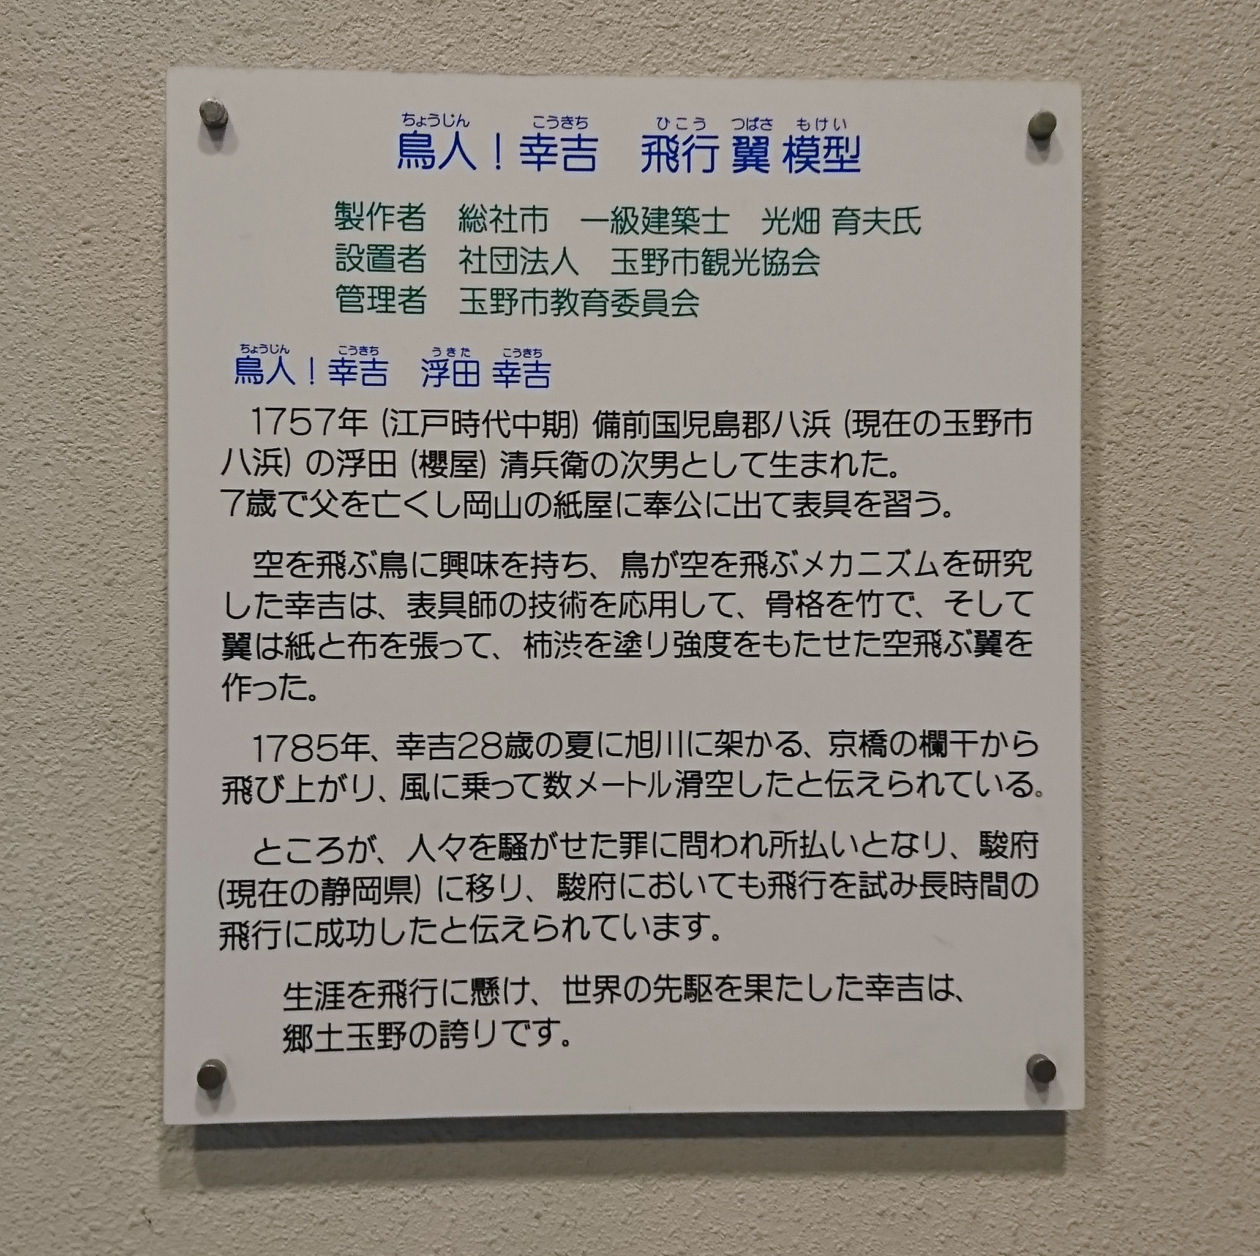 ちょうじん こうきち ひこう つばさ もけい
鳥人！幸吉 飛行 翼 模型
製作者 総社市 一級建築士 光畑 育夫氏
設置者 社団法人 玉野市観光協会
管理者 玉野市教育委員会
ちょうじん こうきち うきた こうきち
鳥人！幸吉 浮田 幸吉
1757年（江戸時代中期）備前国児島郡八浜（現在の玉野市
八浜）の浮田（櫻屋）清兵衛の次男として生まれた。
7歳で父を亡くし岡山の紙屋に奉公に出て表具を習う。
空を飛ぶ鳥に興味を持ち、鳥が空を飛ぶメカニズムを研究
した幸吉は、表具師の技術を応用して、骨格を竹で、そして
翼は紙と布を張って、柿渋を塗り強度をもたせた空飛ぶ翼を
作った。
1785年、幸吉28歳の夏に旭川に架かる、京橋の欄干から
飛び上がり、風に乗って数メートル滑空したと伝えられている。
ところが、人々を騒がせた罪に問われ所払いとなり、駿府
（現在の静岡県）に移り、駿府においても飛行を試み長時間の
飛行に成功したと伝えられています。
生涯を飛行に懸け、世界の先駆を果たした幸吉は、
郷土玉野の誇りです。